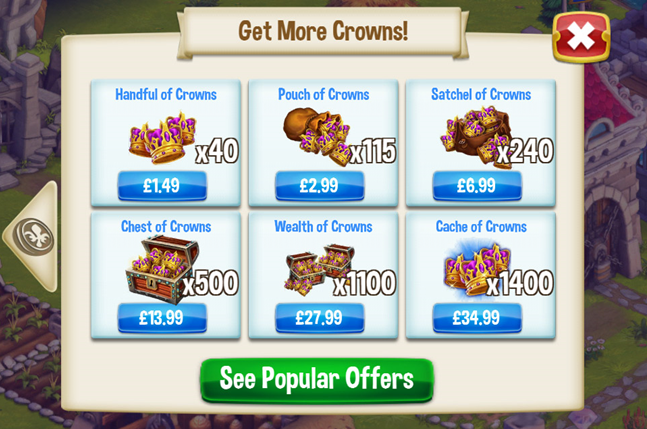 Get More Crowns!
Handful of Crowns
x40
£1.49
Pouch of Crowns
x115
£2.99
Satchel of Crowns
x240
£6.99
Chest of Crowns
x500
£13.99
Wealth of Crowns
x1100
£27.99
Cache of Crowns
x1400
£34.99
See Popular Offers